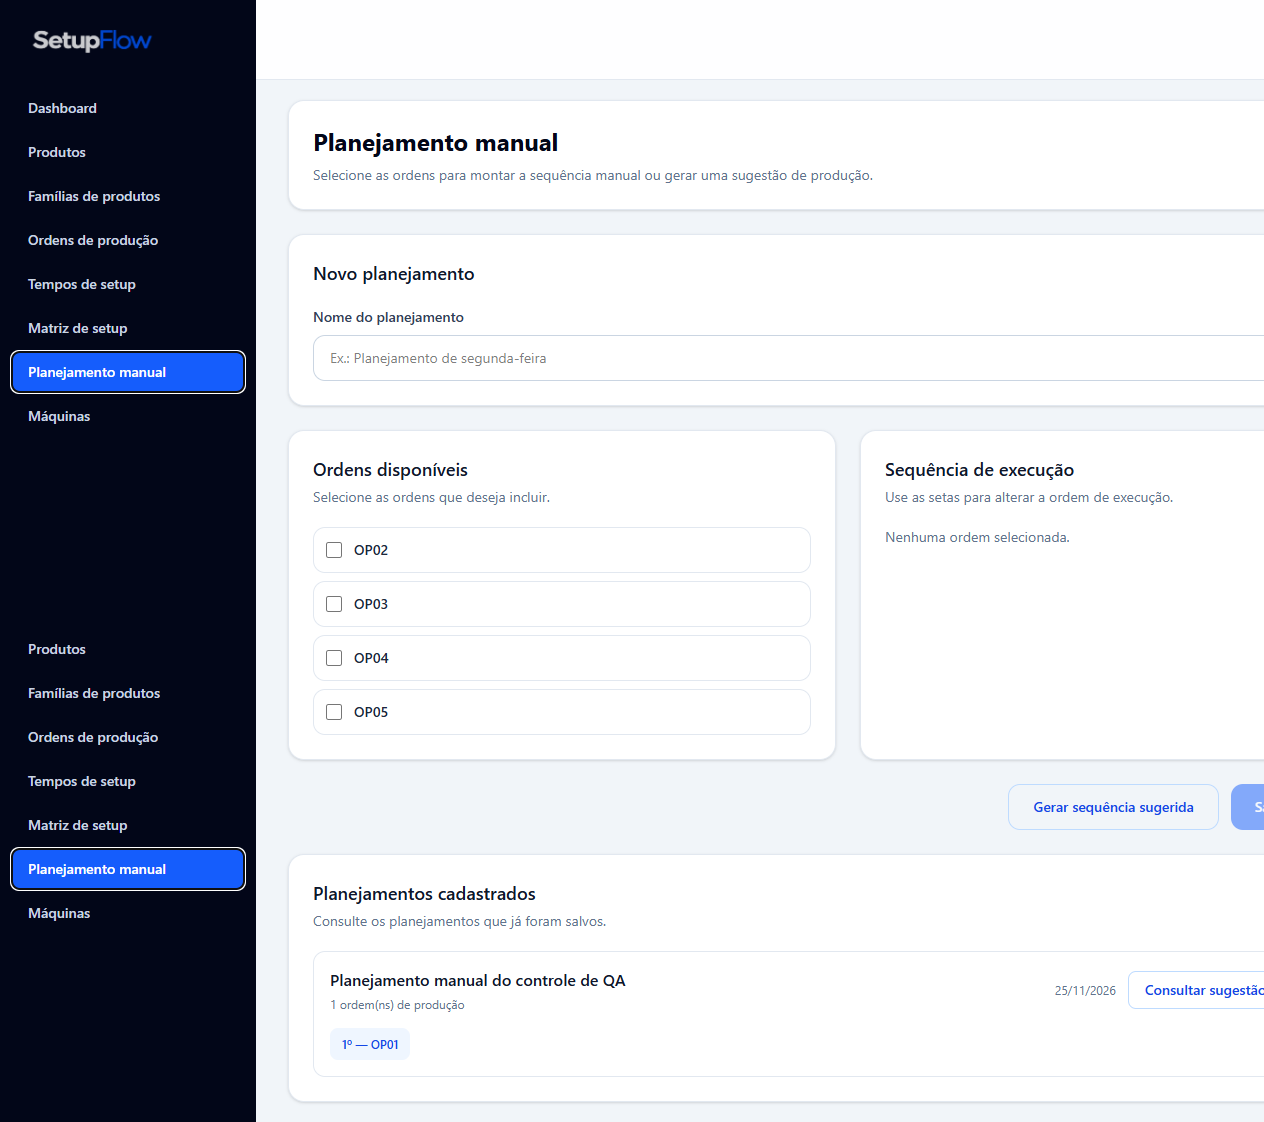 SetupFlow
Dashboard
Produtos
Famílias de produtos
Ordens de produção
Tempos de setup
Matriz de setup
Planejamento manual
Máquinas
Produtos
Famílias de produtos
Ordens de produção
Tempos de setup
Matriz de setup
Planejamento manual
Máquinas
Planejamento manual
Selecione as ordens para montar a sequência manual ou gerar uma sugestão de produção.
Novo planejamento
Nome do planejamento
Ex.: Planejamento de segunda-feira
Ordens disponíveis
Selecione as ordens que deseja incluir.
OP02
OP03
OP04
OP05
Sequência de execução
Use as setas para alterar a ordem de execução.
Nenhuma ordem selecionada.
Gerar sequência sugerida
Planejamentos cadastrados
Consulte os planejamentos que já foram salvos.
Planejamento manual do controle de QA
1 ordem(ns) de produção
25/11/2026
Consultar sugestão
1º — OP01